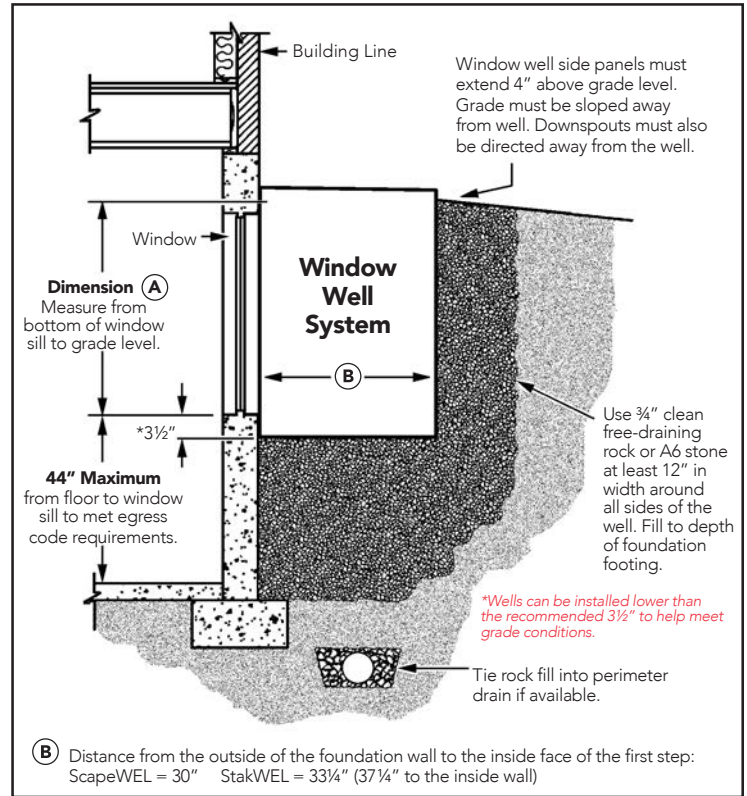 Building Line
Window well side panels must
extend 4" above grade level.
Grade must be sloped away
from well. Downspouts must also
be directed away from the well.
Window
Dimension (A)
Measure from
bottom of window
sill to grade level.
Window
Well
System
B
*3½"
44" Maximum
from floor to window
sill to met egress
code requirements.
Use ¾" clean
free-draining
rock or A6 stone
at least 12" in
width around
all sides of the
well. Fill to depth
of foundation
footing.
*Wells can be installed lower than
the recommended 3½" to help meet
grade conditions.
Tie rock fill into perimeter
drain if available.
B Distance from the outside of the foundation wall to the inside face of the first step:
ScapeWEL = 30" StakWEL = 33¼" (37¼" to the inside wall)